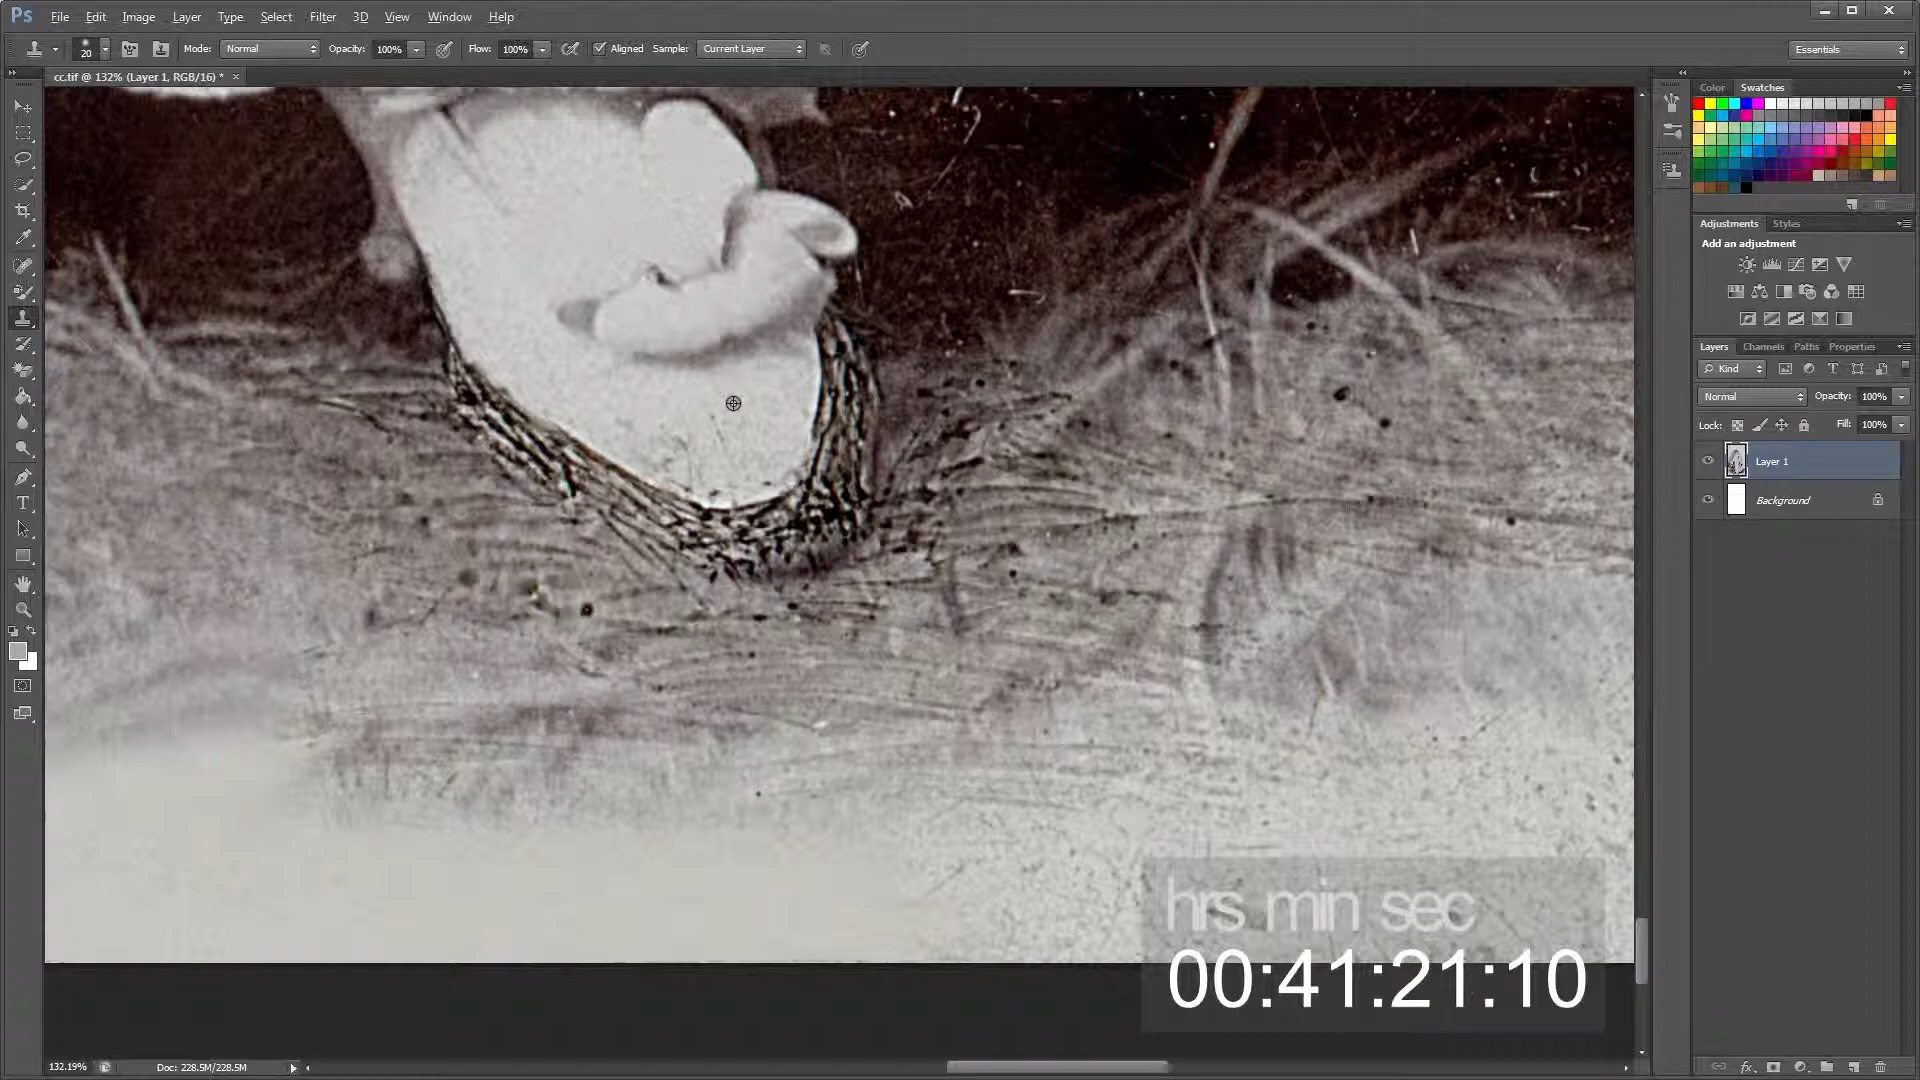 Ps File Edit Image Layer Type Select Filter 3D View Window Help
20 Mode: Normal Opacity: 100% Flow: 100% Aligned Sample: Current Layer Essentials
cc.tif @ 132% (Layer 1, RGB/16) * ×
Color Swatches
Adjustments Styles
Add an adjustment
Layers Channels Paths Properties
Kind
Normal Opacity: 100%
Lock: Fill: 100%
Layer 1
Background
T
hrs min sec
00:41:21:10
132.19% Doc: 228.5M/228.5M
fx